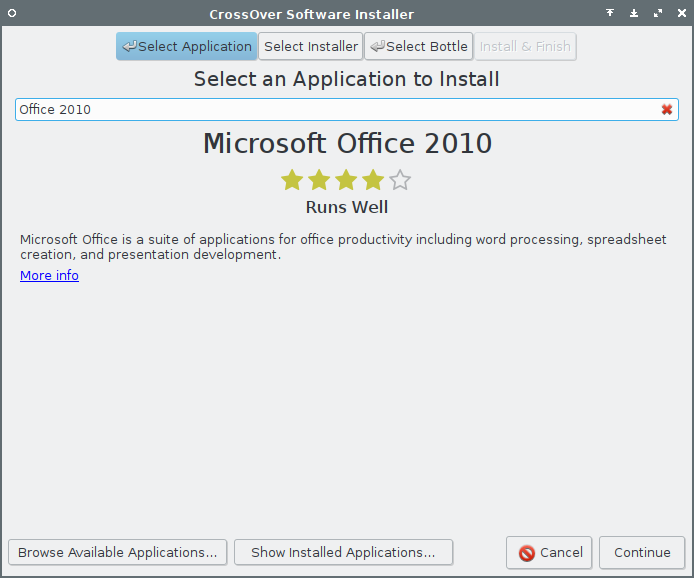 CrossOver Software Installer
Select Application Select Installer Select Bottle Install & Finish
Select an Application to Install
Office 2010
Microsoft Office 2010
Runs Well
Microsoft Office is a suite of applications for office productivity including word processing, spreadsheet
creation, and presentation development.
More info
Browse Available Applications... Show Installed Applications... Cancel Continue